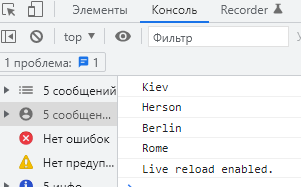 Элементы Консоль Recorder
top Фильтр
1 проблема: 1
5 сообщений
5 сообщен...
Нет ошибок
Нет предуп...
5 инфо
Kiev
Herson
Berlin
Rome
Live reload enabled.